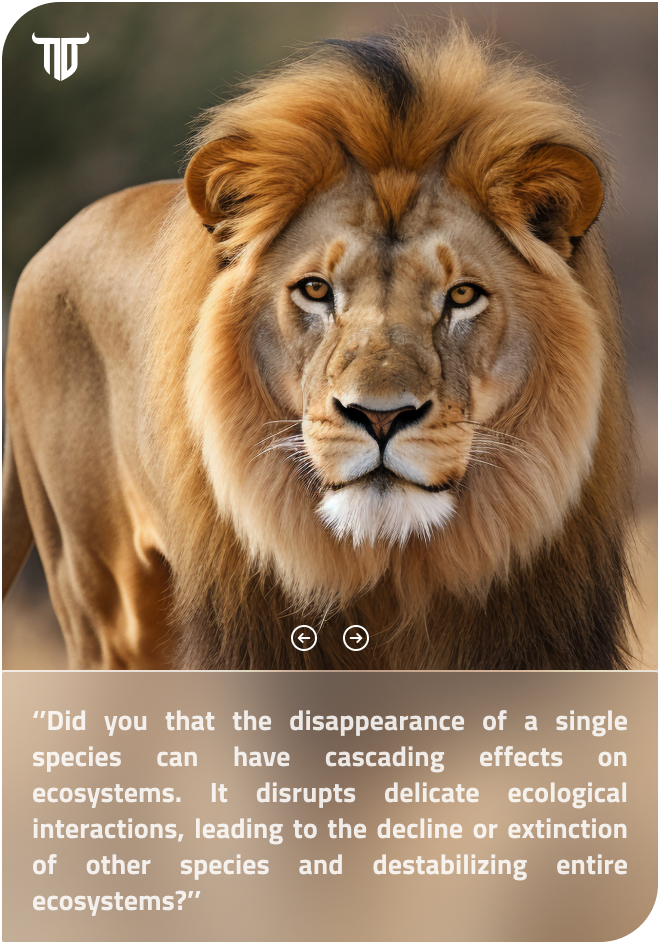 ‘’Did you that the disappearance of a single
species can have cascading effects on
ecosystems. It disrupts delicate ecological
interactions, leading to the decline or extinction
of other species and destabilizing entire
ecosystems?’’